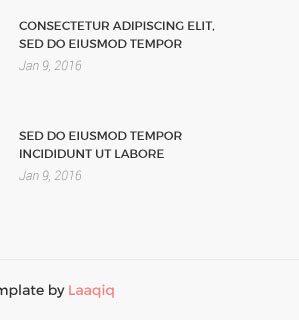 CONSECTETUR ADIPISCING ELIT,
SED DO EIUSMOD TEMPOR
Jan 9, 2016
SED DO EIUSMOD TEMPOR
INCIDIDUNT UT LABORE
Jan 9, 2016
mplate by Laaqiq